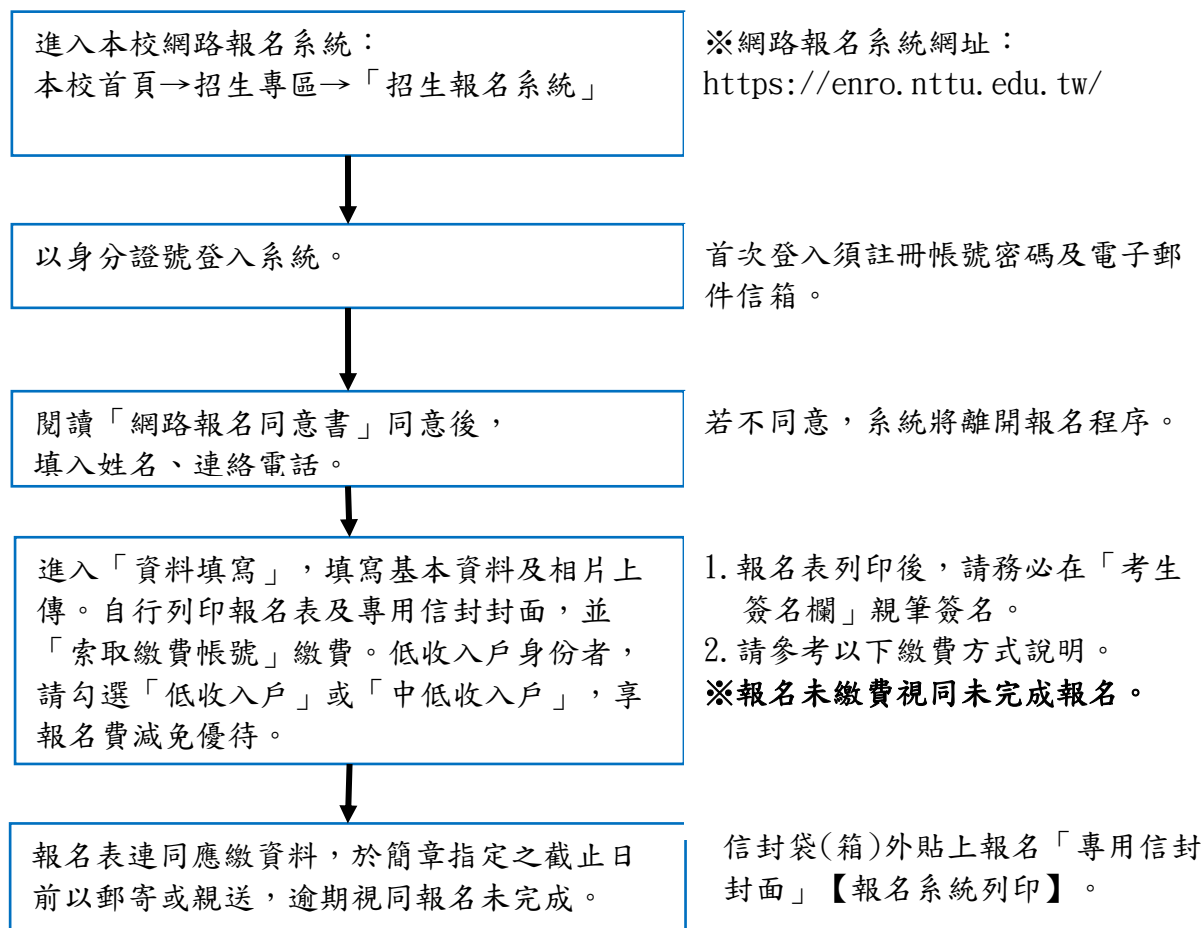 進入本校網路報名系統：
本校首頁→招生專區→「招生報名系統」
※網路報名系統網址：
https://enro.nttu.edu.tw/
以身分證號登入系統。
首次登入須註冊帳號密碼及電子郵
件信箱。
閱讀「網路報名同意書」同意後，
填入姓名、連絡電話。
若不同意，系統將離開報名程序。
進入「資料填寫」，填寫基本資料及相片上
傳。自行列印報名表及專用信封封面，並
「索取繳費帳號」繳費。低收入戶身份者，
請勾選「低收入戶」或「中低收入戶」，享
報名費減免優待。
1.報名表列印後，請務必在「考生
簽名欄」親筆簽名。
2.請參考以下繳費方式說明。
※報名未繳費視同未完成報名。
報名表連同應繳資料，於簡章指定之截止日
前以郵寄或親送，逾期視同報名未完成。
信封袋(箱)外貼上報名「專用信封
封面」【報名系統列印】。